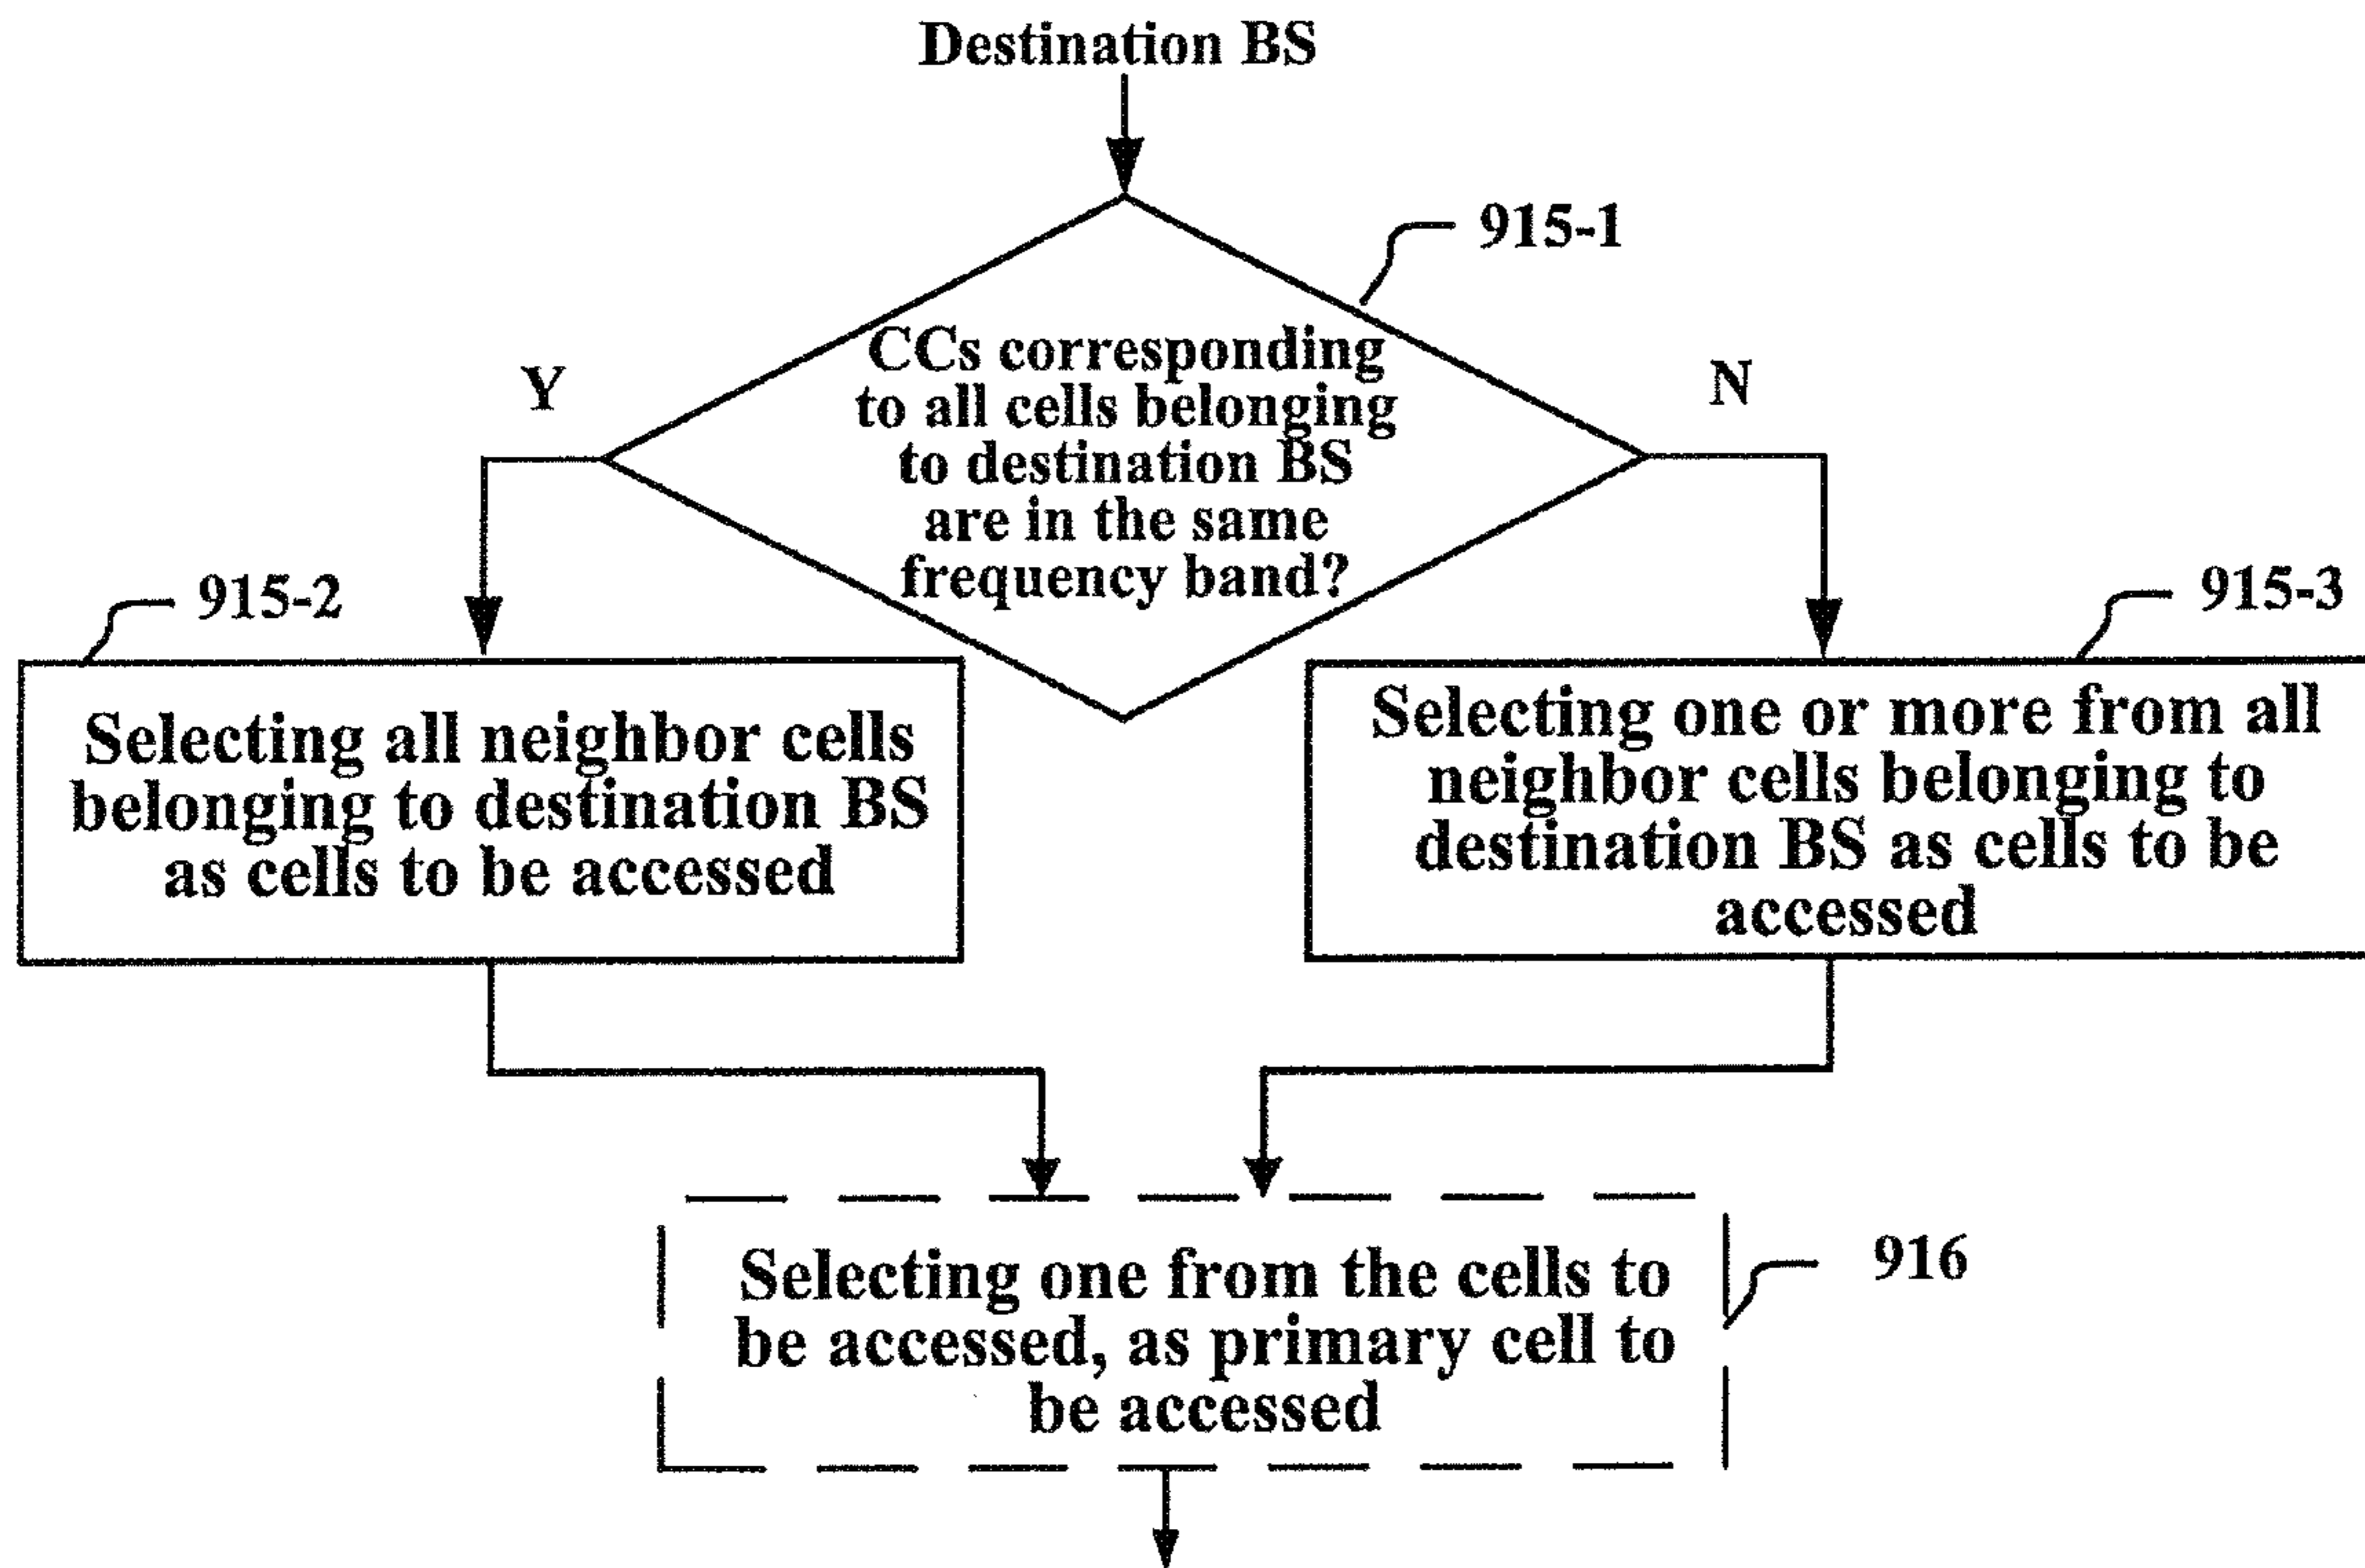 Destination BS
915-1
CCs corresponding
to all cells belonging
to destination BS
are in the same
frequency band?
Y
N
915-2
915-3
Selecting all neighbor cells
belonging to destination BS
as cells to be accessed
Selecting one or more from all
neighbor cells belonging to
destination BS as cells to be
accessed
Selecting one from the cells to
be accessed, as primary cell to
be accessed
916